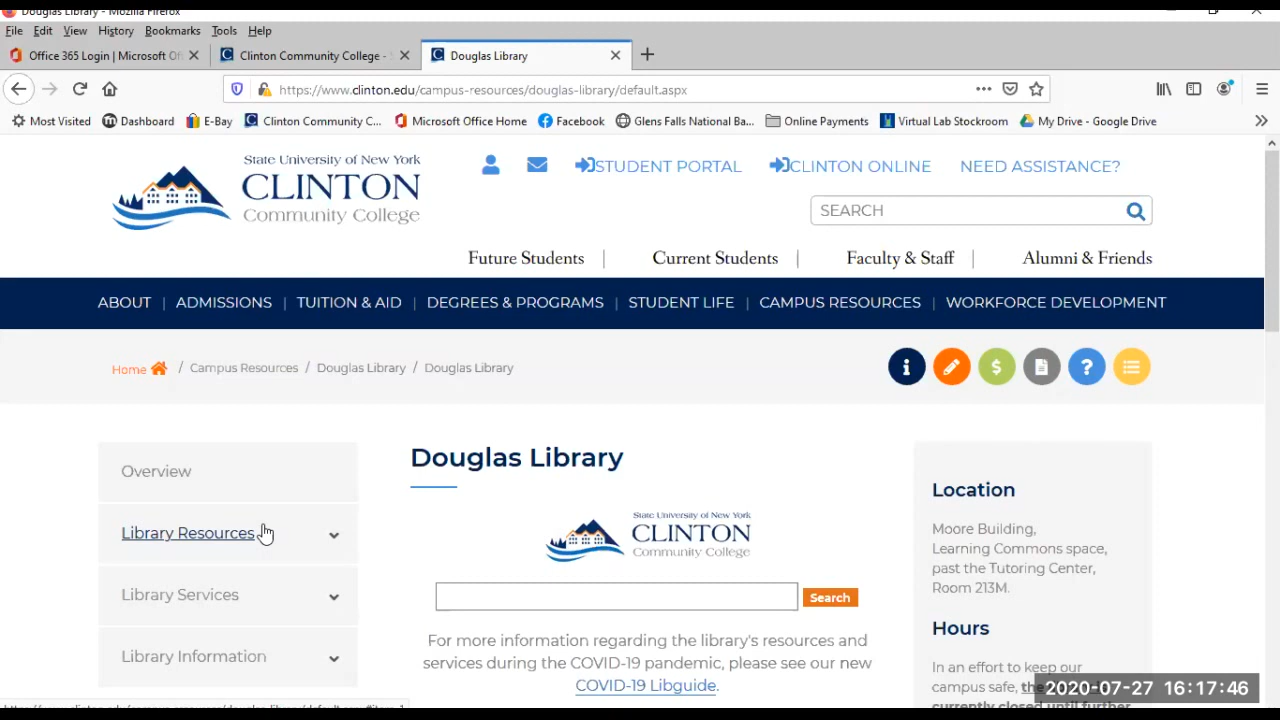 Douglas Library - Mozilla Firefox
File Edit View History Bookmarks Tools Help
Office 365 Login | Microsoft Of
Clinton Community College -
Douglas Library
https://www.clinton.edu/campus-resources/douglas-library/default.aspx
Most Visited Dashboard E-Bay Clinton Community C... Microsoft Office Home Facebook Glens Falls National Ba... Online Payments Virtual Lab Stockroom My Drive - Google Drive
State University of New York
CLINTON
Community College
STUDENT PORTAL CLINTON ONLINE NEED ASSISTANCE?
SEARCH
Future Students | Current Students | Faculty & Staff | Alumni & Friends
ABOUT | ADMISSIONS | TUITION & AID | DEGREES & PROGRAMS | STUDENT LIFE | CAMPUS RESOURCES | WORKFORCE DEVELOPMENT
Home / Campus Resources / Douglas Library / Douglas Library
Overview
Library Resources
Library Services
Library Information
Douglas Library
State University of New York
CLINTON
Community College
Search
For more information regarding the library's resources and
services during the COVID-19 pandemic, please see our new
COVID-19 Libguide.
Location
Moore Building,
Learning Commons space,
past the Tutoring Center,
Room 213M.
Hours
In an effort to keep our
campus safe,
currently closed until further
2020-07-27 16:17:46